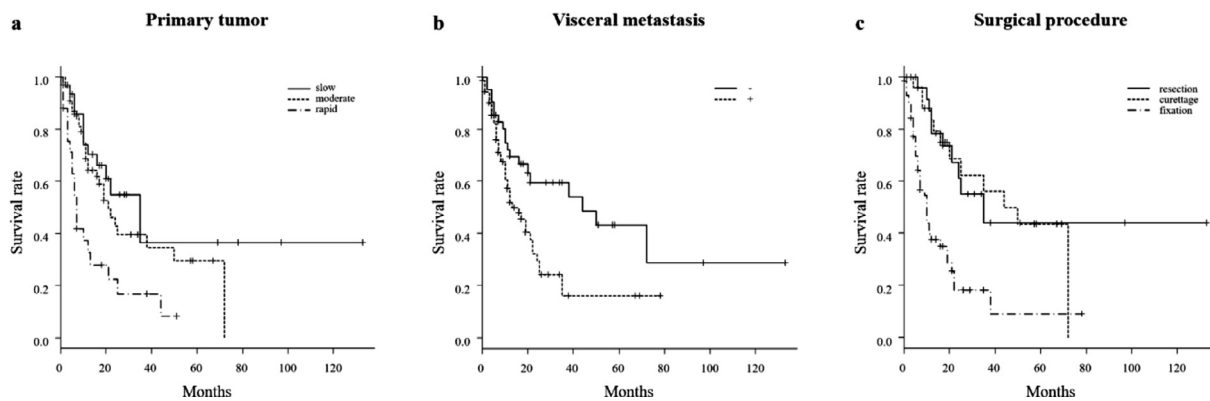 a Primary tumor
Survival rate
1.0
0.8
0.6
0.4
0.2
0.0
slow
moderate
rapid
0 20 40 60 80 100 120
Months
b Visceral metastasis
Survival rate
1.0
0.8
0.6
0.4
0.2
0.0
-
+
0 20 40 60 80 100 120
Months
c Surgical procedure
Survival rate
1.0
0.8
0.6
0.4
0.2
0.0
resection
curettage
fixation
0 20 40 60 80 100 120
Months